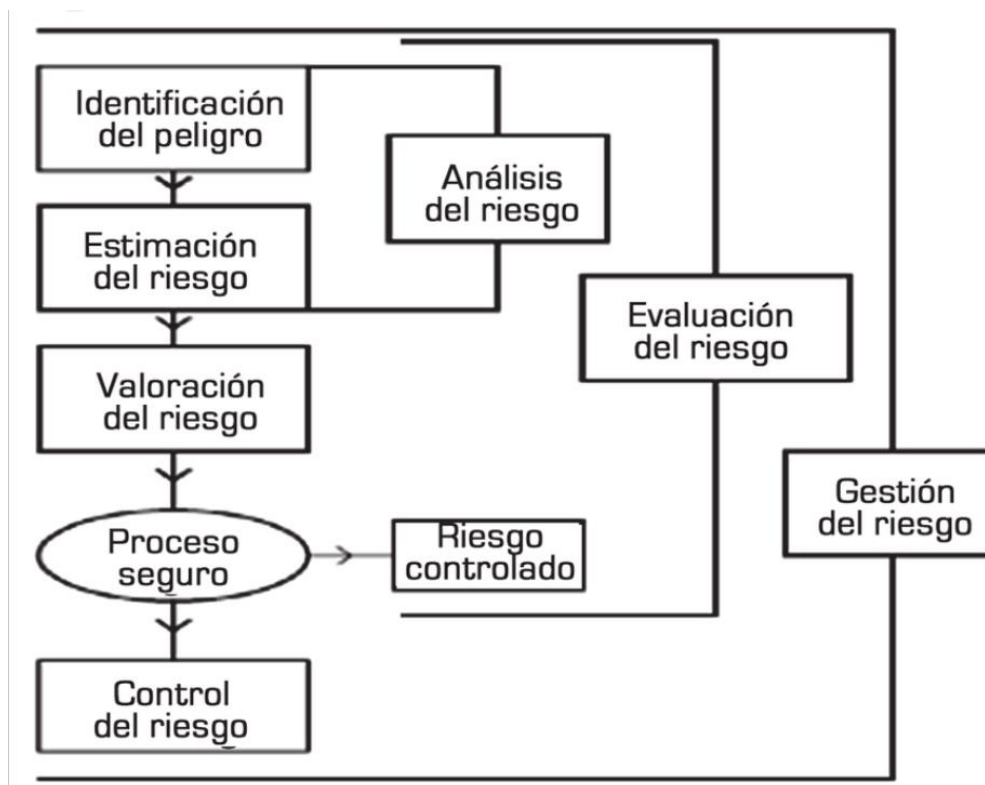 Identificación
del peligro
Análisis
del riesgo
Estimación
del riesgo
Evaluación
del riesgo
Valoración
del riesgo
Gestión
del riesgo
Proceso
seguro
Riesgo
controlado
Control
del riesgo